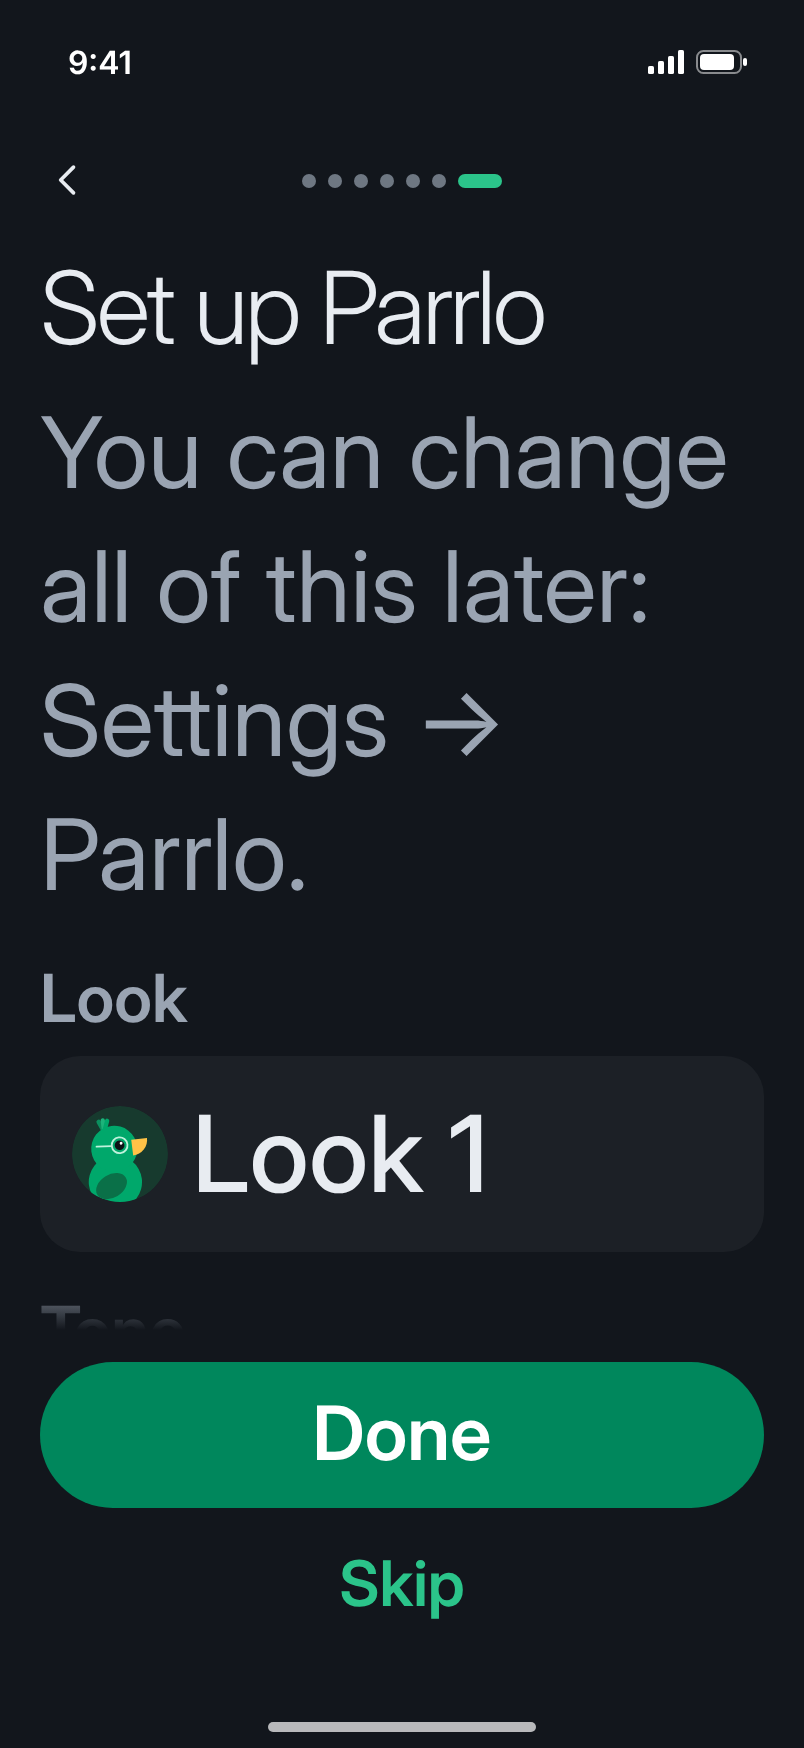 9:41
Set up Parrlo
You can change
all of this later:
Settings →
Parrlo.
Look
Look 1
Tone
Done
Skip